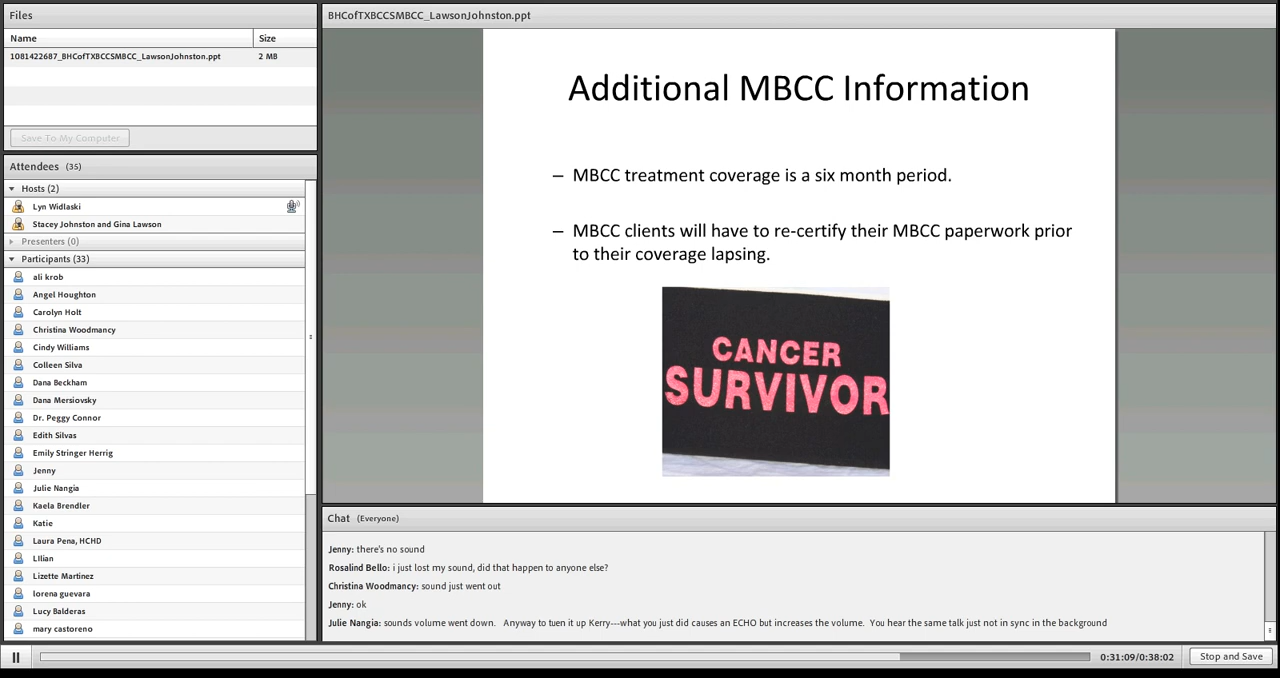 Files
Name Size
1081422687_BHCofTXBCCSMBCC_LawsonJohnston.ppt 2 MB
Save To My Computer
Attendees (35)
Hosts (2)
Lyn Widlaski
Stacey Johnston and Gina Lawson
Presenters (0)
Participants (33)
ali krob
Angel Houghton
Carolyn Holt
Christina Woodmancy
Cindy Williams
Colleen Silva
Dana Beckham
Dana Mersiovsky
Dr. Peggy Connor
Edith Silvas
Emily Stringer Herrig
Jenny
Julie Nangia
Kaela Brendler
Katie
Laura Pena, HCHD
LIlian
Lizette Martinez
lorena guevara
Lucy Balderas
mary castoreno
BHCofTXBCCSMBCC_LawsonJohnston.ppt
Additional MBCC Information
– MBCC treatment coverage is a six month period.
– MBCC clients will have to re-certify their MBCC paperwork prior
to their coverage lapsing.
CANCER
SURVIVOR
Chat (Everyone)
Jenny: there's no sound
Rosalind Bello: i just lost my sound, did that happen to anyone else?
Christina Woodmancy: sound just went out
Jenny: ok
Julie Nangia: sounds volume went down. Anyway to tuen it up Kerry---what you just did causes an ECHO but increases the volume. You hear the same talk just not in sync in the background
0:31:09/0:38:02
Stop and Save